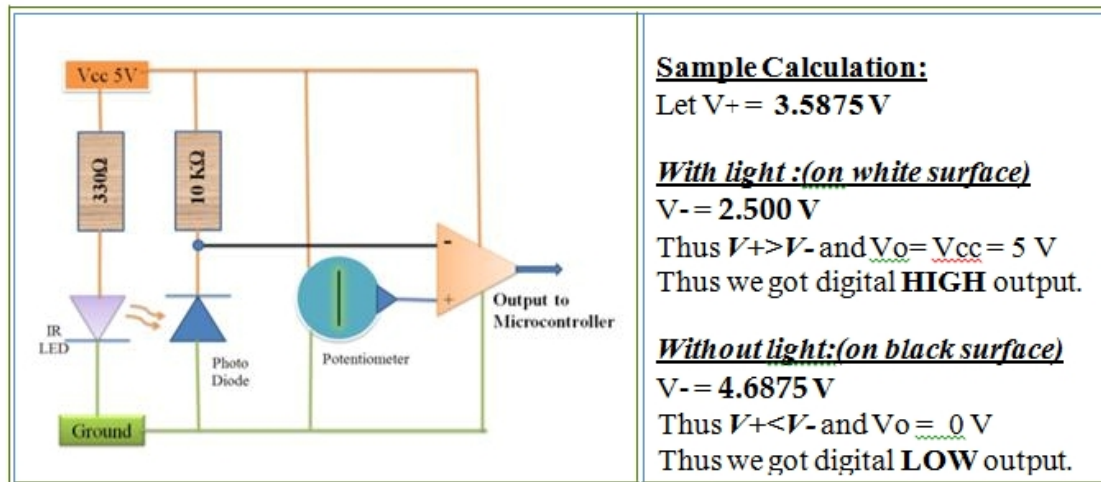 Vcc 5V
330Ω
10 KΩ
IR
LED
Photo
Diode
Potentiometer
-
+
Output to
Microcontroller
Ground
Sample Calculation:
Let V+ = 3.5875 V
With light :(on white surface)
V- = 2.500 V
Thus V+>V- and Vo= Vcc = 5 V
Thus we got digital HIGH output.
Without light:(on black surface)
V- = 4.6875 V
Thus V+<V- and Vo = 0 V
Thus we got digital LOW output.